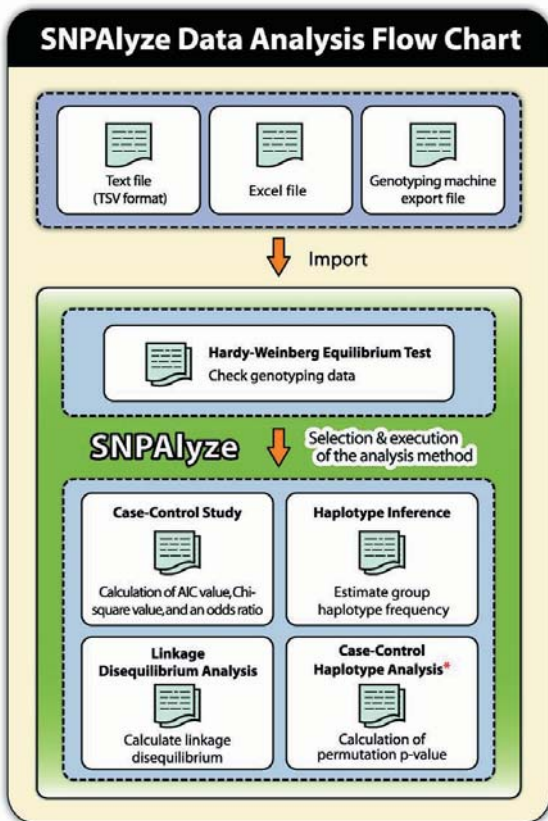 SNPAlyze Data Analysis Flow Chart
Text file
(TSV format)
Excel file
Genotyping machine
export file
Import
Hardy-Weinberg Equilibrium Test
Check genotyping data
SNPAlyze
Selection & execution
of the analysis method
Case-Control Study
Calculation of AIC value, Chi-
square value, and an odds ratio
Haplotype Inference
Estimate group
haplotype frequency
Linkage
Disequilibrium Analysis
Calculate linkage
disequilibrium
Case-Control
Haplotype Analysis*
Calculation of
permutation p-value